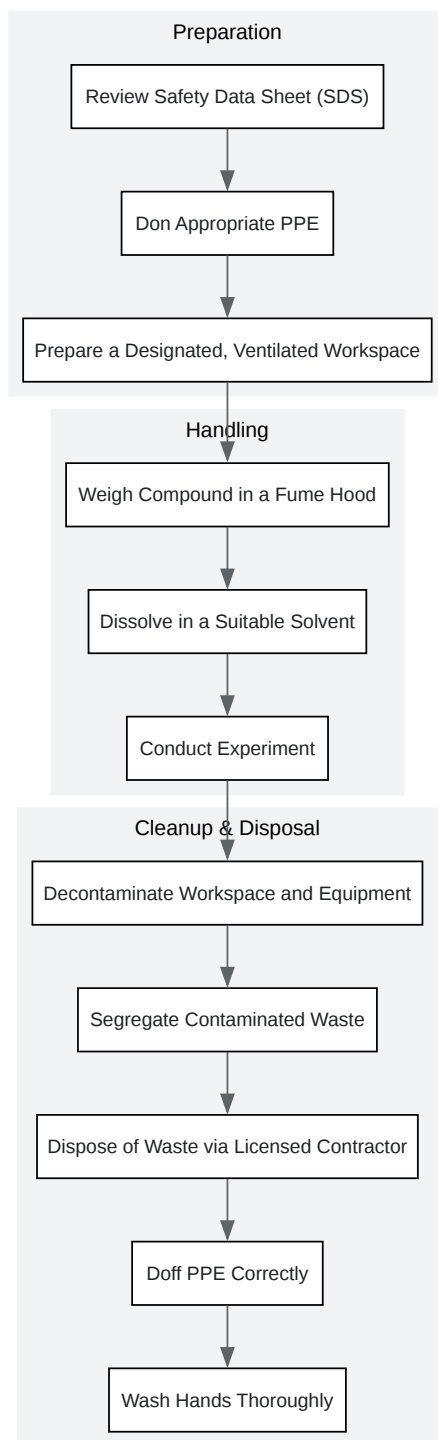 Preparation
Review Safety Data Sheet (SDS)
Don Appropriate PPE
Prepare a Designated, Ventilated Workspace
Handling
Weigh Compound in a Fume Hood
Dissolve in a Suitable Solvent
Conduct Experiment
Cleanup & Disposal
Decontaminate Workspace and Equipment
Segregate Contaminated Waste
Dispose of Waste via Licensed Contractor
Doff PPE Correctly
Wash Hands Thoroughly